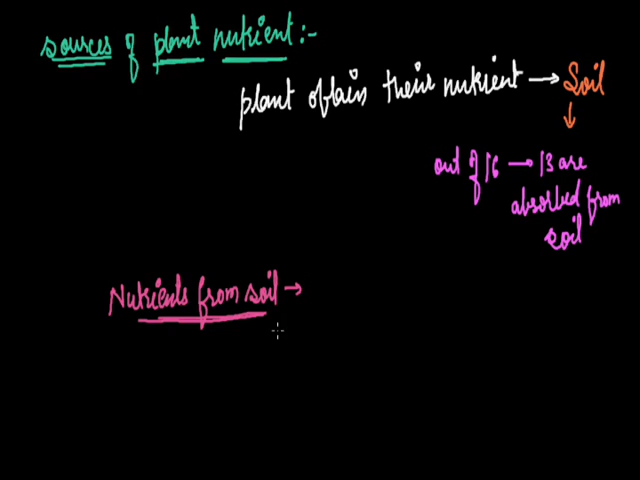 sources of plant nutrient:-
plant obtain their nutrient → Soil
↓
out of 16 → 13 are
absorbed from
soil
Nutrients from soil →